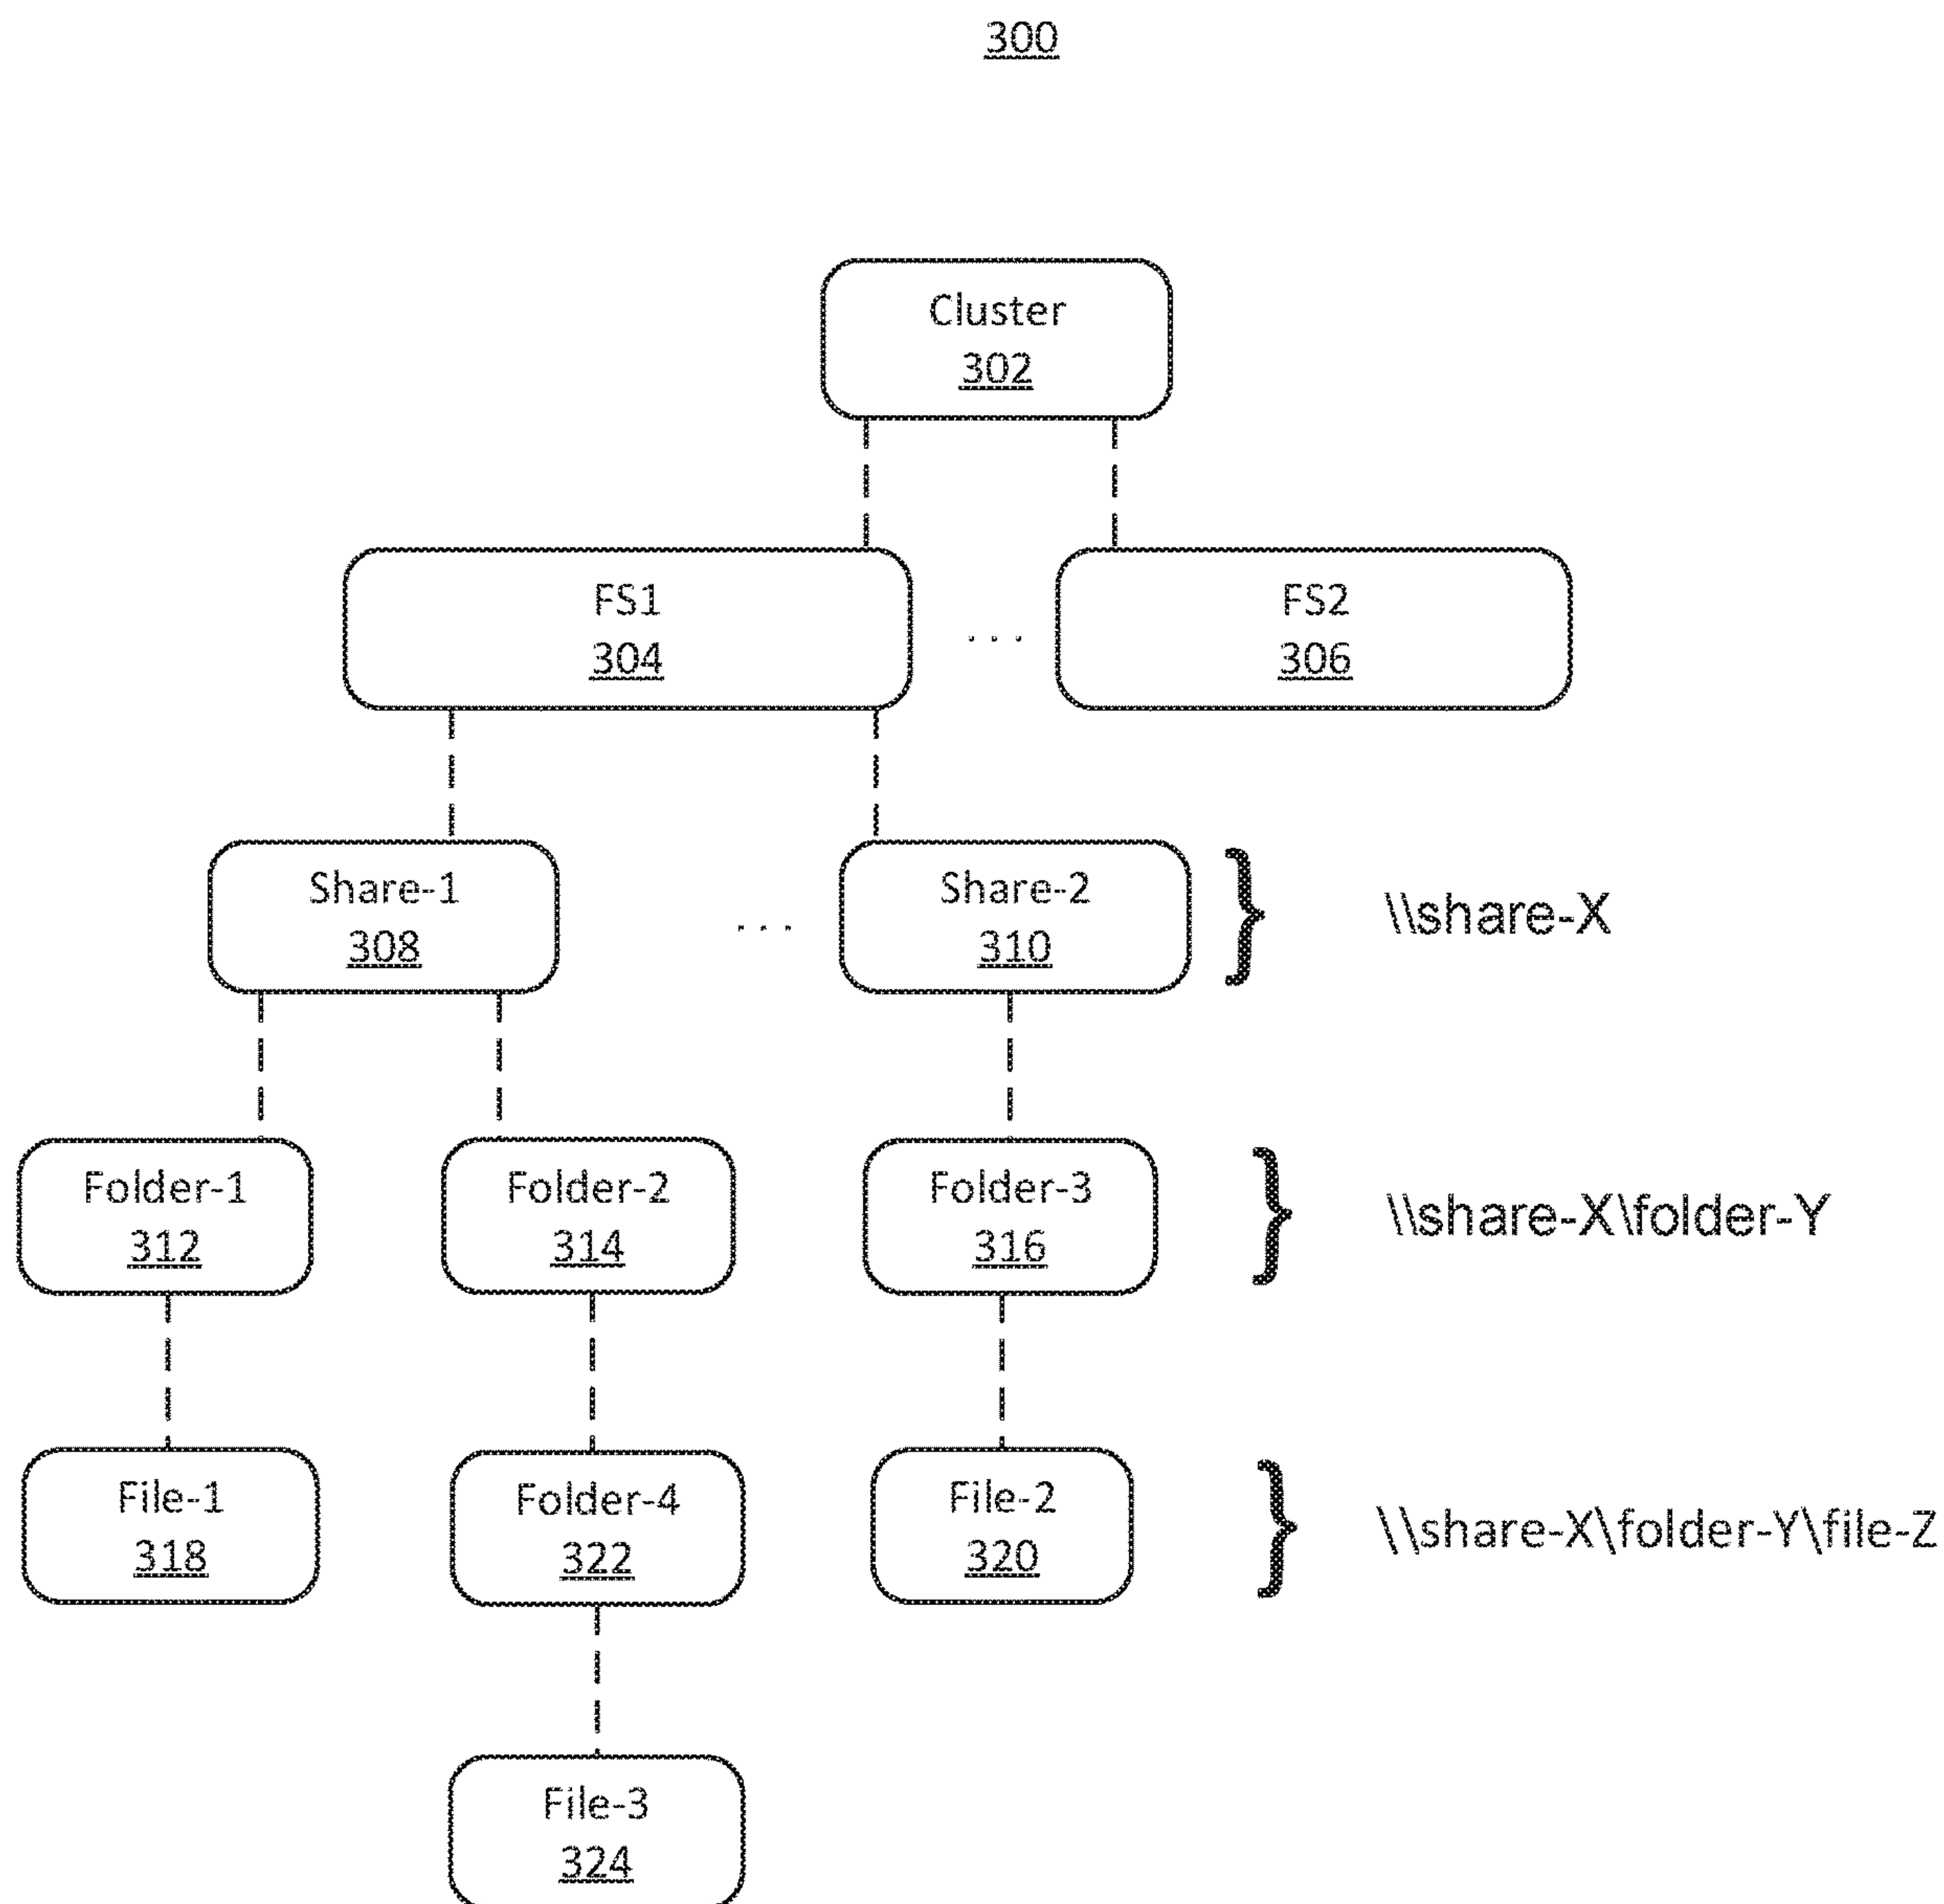 300
Cluster
302
FS1
304
. . .
FS2
306
Share-1
308
. . .
Share-2
310
} \\share-X
Folder-1
312
Folder-2
314
Folder-3
316
} \\share-X\folder-Y
File-1
318
Folder-4
322
File-2
320
} \\share-X\folder-Y\file-Z
File-3
324